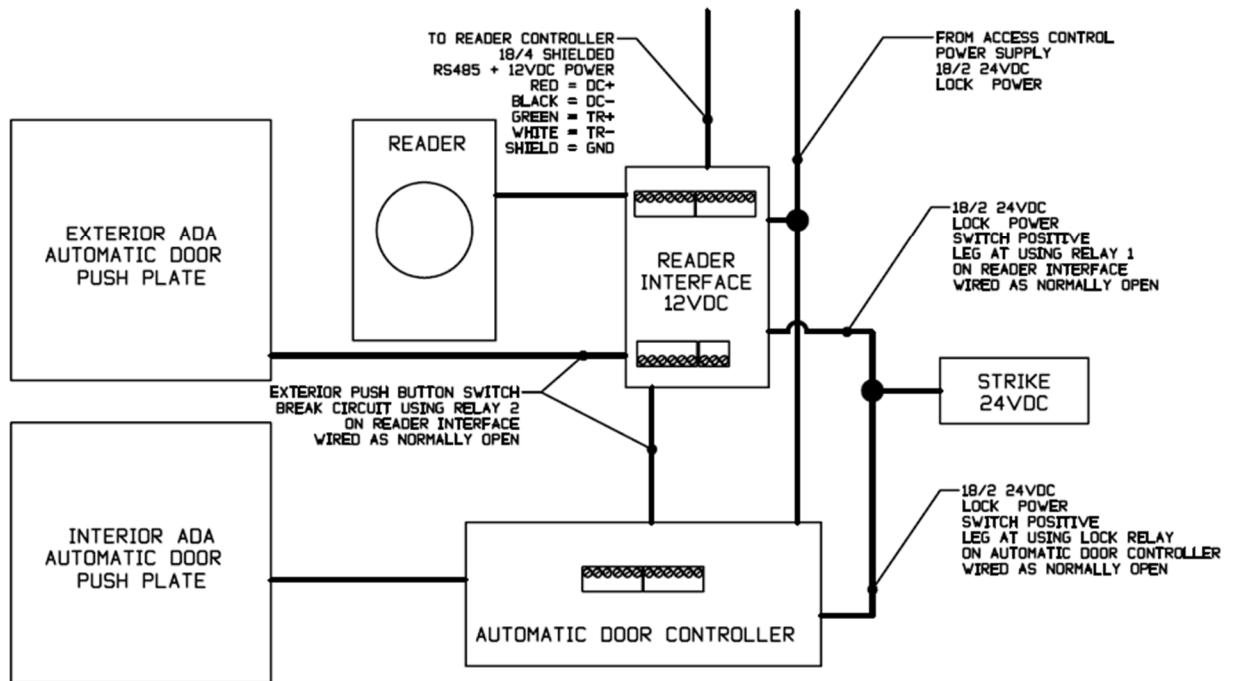 TO READER CONTROLLER
18/4 SHIELDED
RS485 + 12VDC POWER
RED = DC+
BLACK = DC-
GREEN = TR+
WHITE = TR-
SHIELD = GND
FROM ACCESS CONTROL
POWER SUPPLY
18/2 24VDC
LOCK POWER
READER
EXTERIOR ADA
AUTOMATIC DOOR
PUSH PLATE
READER
INTERFACE
12VDC
18/2 24VDC
LOCK POWER
SWITCH POSITIVE
LEG AT USING RELAY 1
ON READER INTERFACE
WIRED AS NORMALLY OPEN
EXTERIOR PUSH BUTTON SWITCH
BREAK CIRCUIT USING RELAY 2
ON READER INTERFACE
WIRED AS NORMALLY OPEN
STRIKE
24VDC
INTERIOR ADA
AUTOMATIC DOOR
PUSH PLATE
18/2 24VDC
LOCK POWER
SWITCH POSITIVE
LEG AT USING LOCK RELAY
ON AUTOMATIC DOOR CONTROLLER
WIRED AS NORMALLY OPEN
AUTOMATIC DOOR CONTROLLER